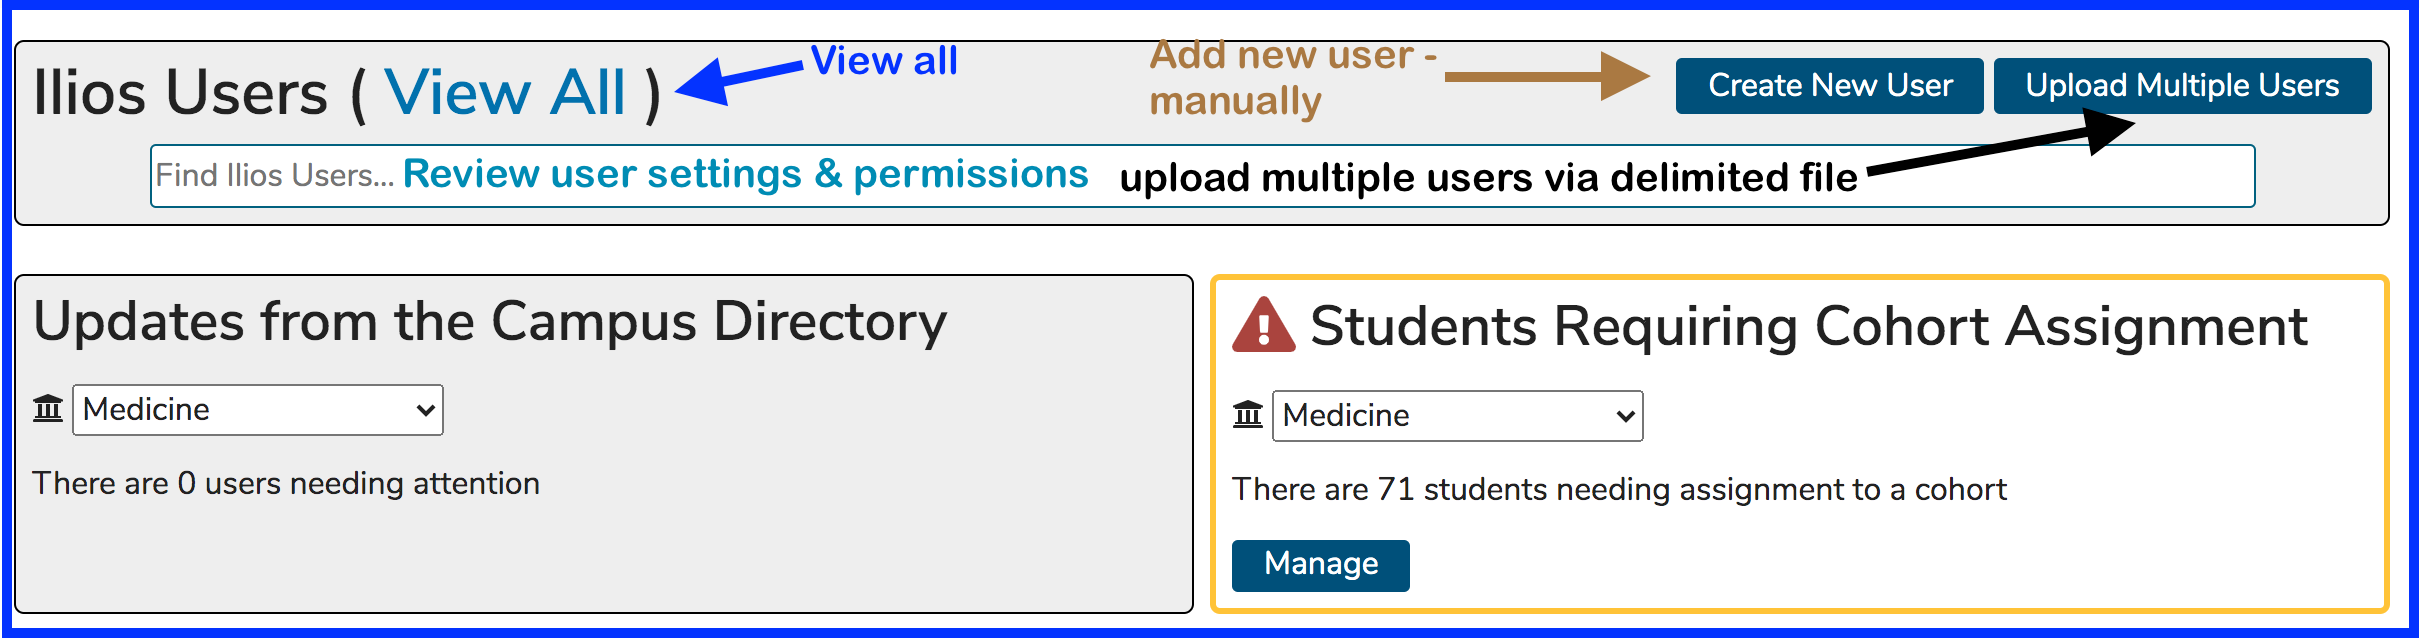 Ilios Users ( View All )
View all
Add new user -
manually
Create New User
Upload Multiple Users
Find Ilios Users... Review user settings & permissions
upload multiple users via delimited file
Updates from the Campus Directory
Medicine
There are 0 users needing attention
Students Requiring Cohort Assignment
Medicine
There are 71 students needing assignment to a cohort
Manage